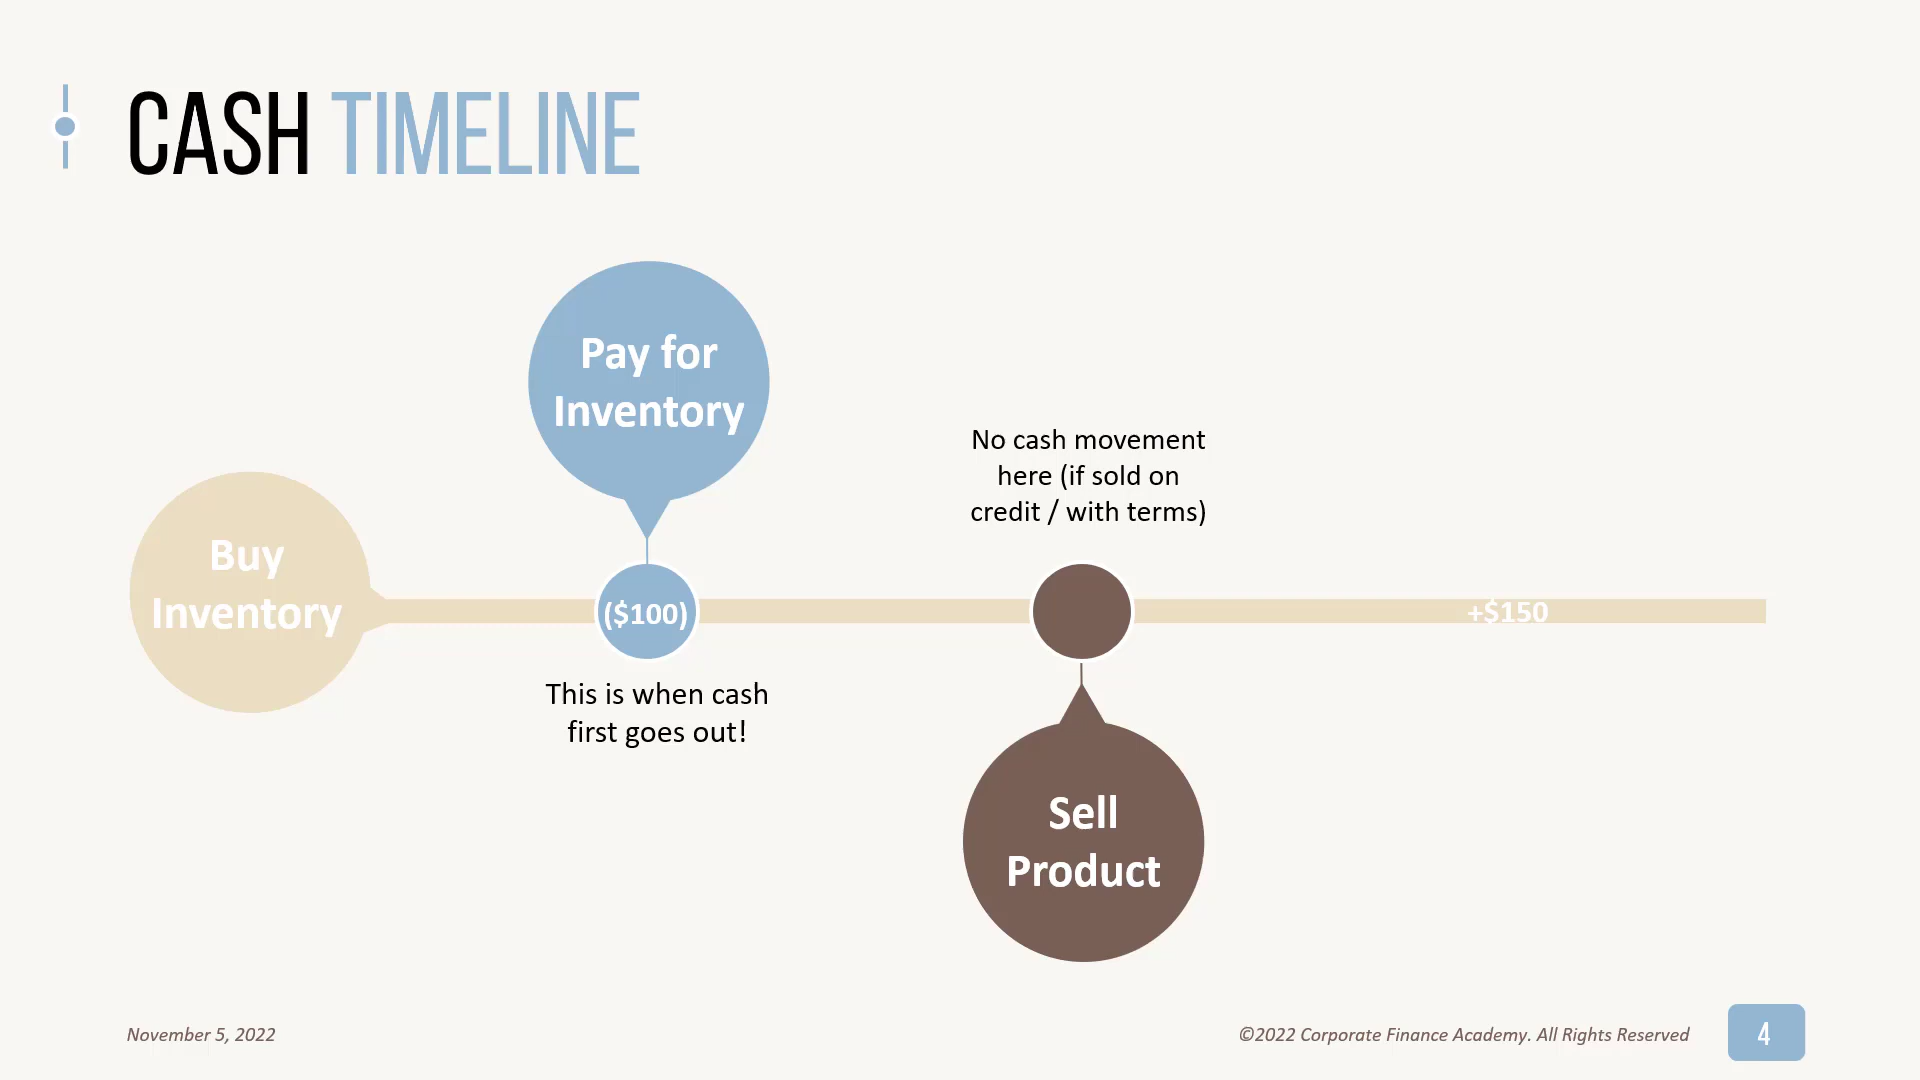 CASH TIMELINE
Pay for
Inventory
No cash movement
here (if sold on
credit / with terms)
Buy
Inventory
($100)
+$150
This is when cash
first goes out!
Sell
Product
November 5, 2022
©2022 Corporate Finance Academy. All Rights Reserved
4